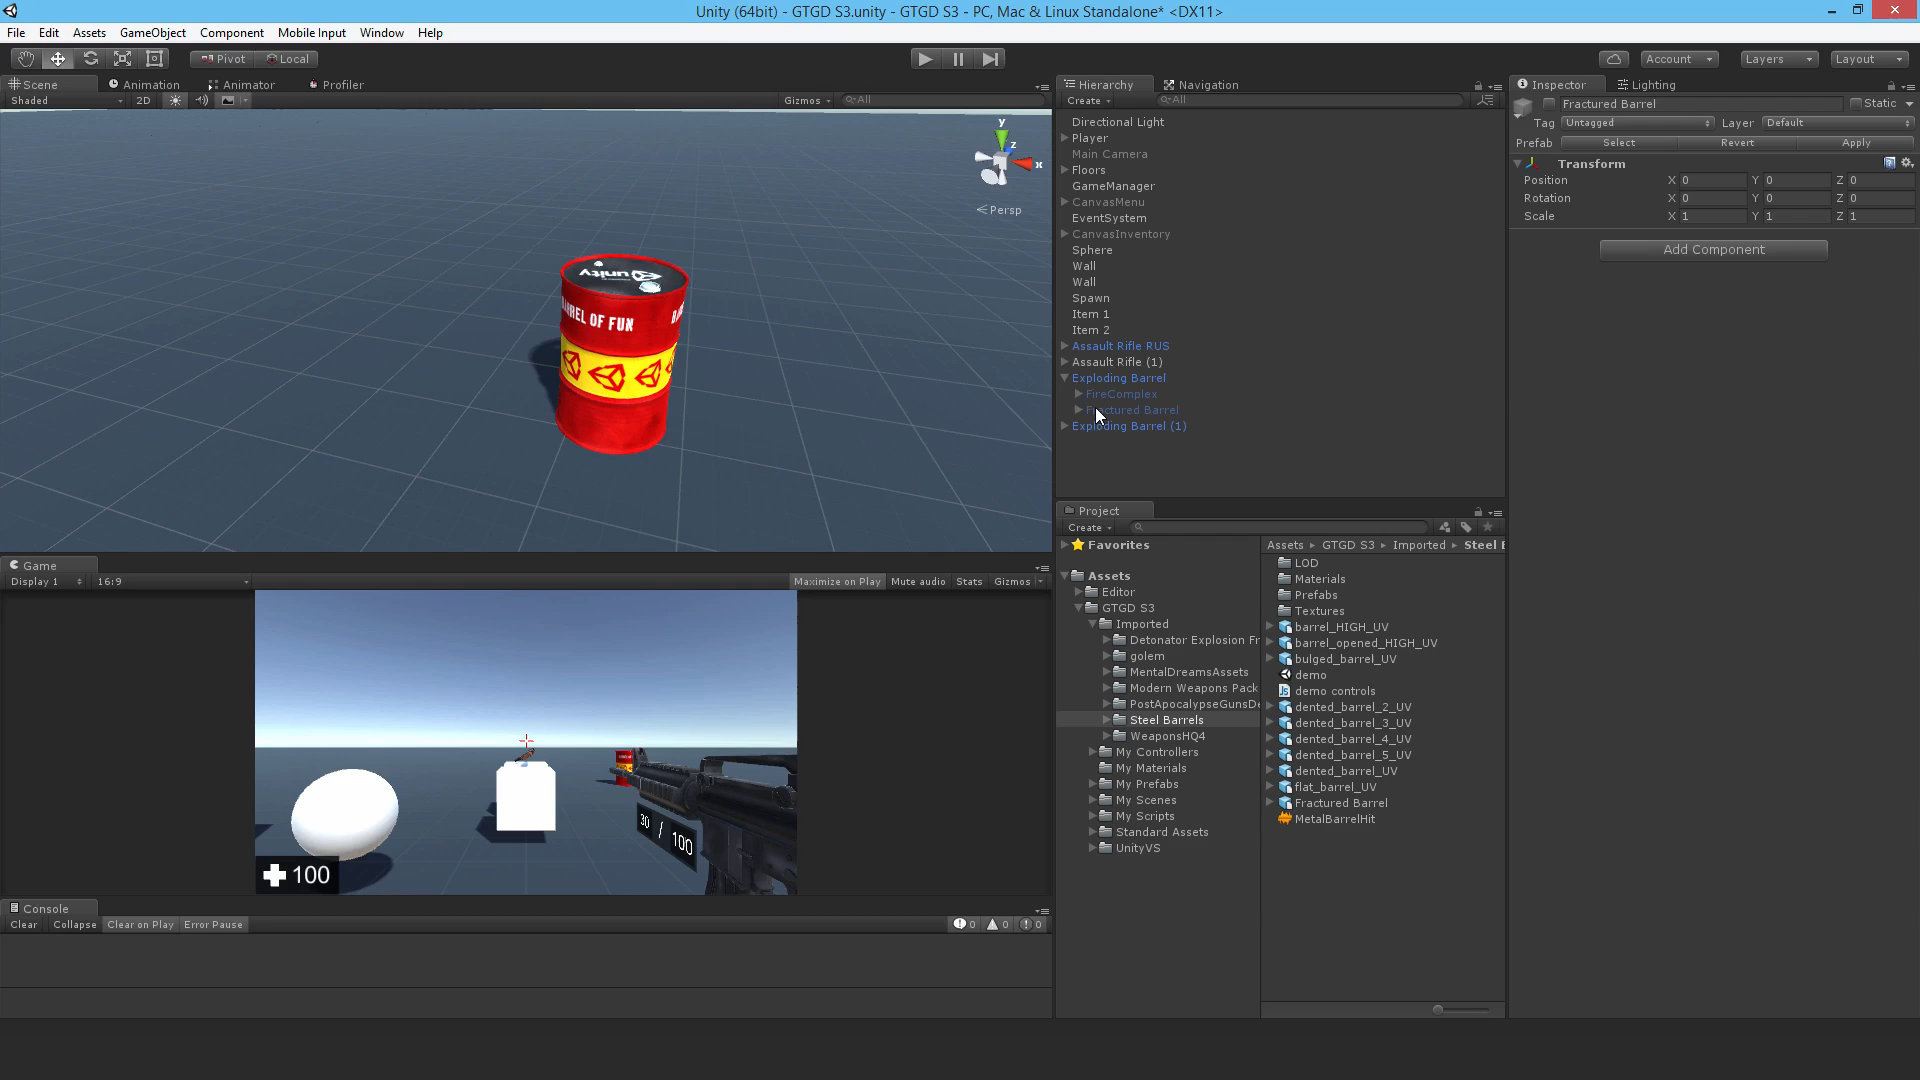 Unity (64bit) - GTGD S3.unity - GTGD S3 - PC, Mac & Linux Standalone* <DX11>
File Edit Assets GameObject Component Mobile Input Window Help
Pivot Local Account Layers Layout
Scene Animation Animator Profiler
Shaded 2D Gizmos All
y
z
x
Persp
unity
BARREL OF FUN
Hierarchy Navigation
Create All
Directional Light
Player
Main Camera
Floors
GameManager
CanvasMenu
EventSystem
CanvasInventory
Sphere
Wall
Wall
Spawn
Item 1
Item 2
Assault Rifle RUS
Assault Rifle (1)
Exploding Barrel
FireComplex
Fractured Barrel
Exploding Barrel (1)
Inspector Lighting
Fractured Barrel Static
Tag Untagged Layer Default
Prefab Select Revert Apply
Transform
Position X 0 Y 0 Z 0
Rotation X 0 Y 0 Z 0
Scale X 1 Y 1 Z 1
Add Component
Game
Display 1 16:9 Maximize on Play Mute audio Stats Gizmos
30 / 100
100
Console
Clear Collapse Clear on Play Error Pause 0 0 0
Project
Create
Favorites
Assets
Editor
GTGD S3
Imported
Detonator Explosion Fr
golem
MentalDreamsAssets
Modern Weapons Pack
PostApocalypseGunsDe
Steel Barrels
WeaponsHQ4
My Controllers
My Materials
My Prefabs
My Scenes
My Scripts
Standard Assets
UnityVS
Assets GTGD S3 Imported Steel B
LOD
Materials
Prefabs
Textures
barrel_HIGH_UV
barrel_opened_HIGH_UV
bulged_barrel_UV
demo
demo controls
dented_barrel_2_UV
dented_barrel_3_UV
dented_barrel_4_UV
dented_barrel_5_UV
dented_barrel_UV
flat_barrel_UV
Fractured Barrel
MetalBarrelHit